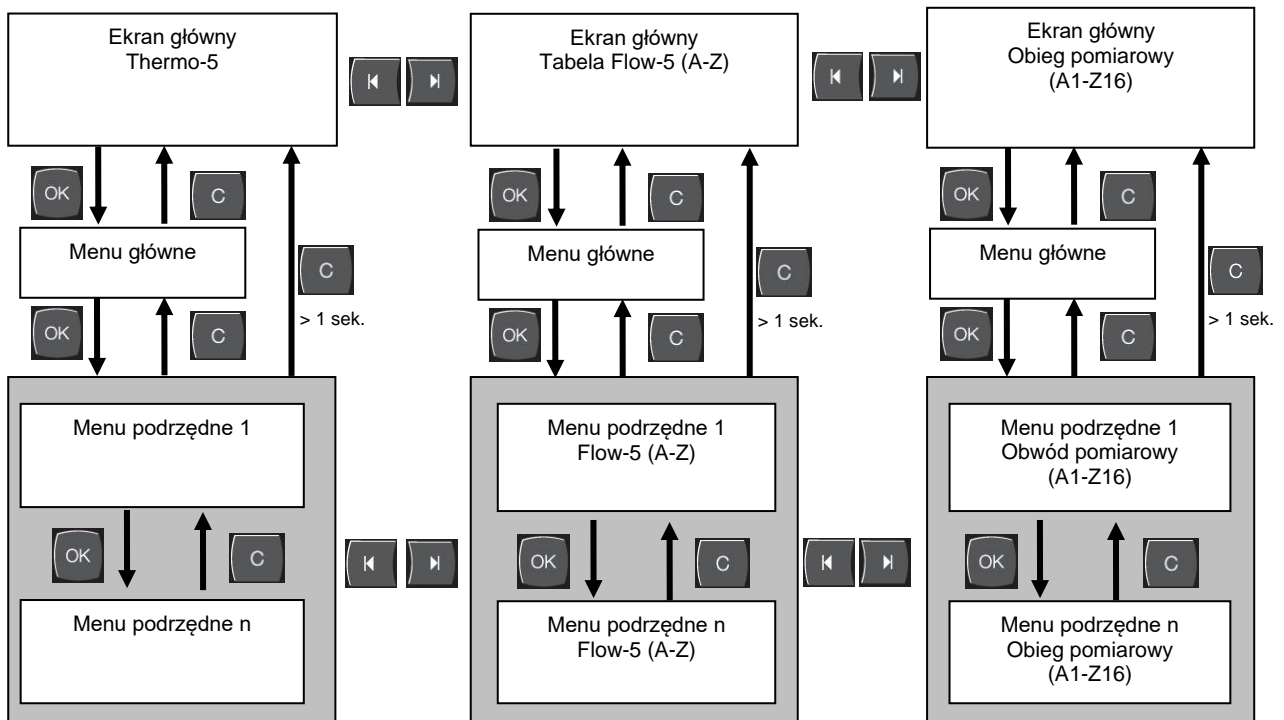 Ekran główny
Thermo-5
Ekran główny
Tabela Flow-5 (A-Z)
Ekran główny
Obieg pomiarowy
(A1-Z16)
OK
C
OK
C
OK
C
Menu główne
Menu główne
Menu główne
C
C
C
OK
C
> 1 sek.
OK
C
> 1 sek.
OK
C
> 1 sek.
Menu podrzędne 1
Menu podrzędne 1
Flow-5 (A-Z)
Menu podrzędne 1
Obwód pomiarowy
(A1-Z16)
OK
C
OK
C
OK
C
Menu podrzędne n
Menu podrzędne n
Flow-5 (A-Z)
Menu podrzędne n
Obieg pomiarowy
(A1-Z16)